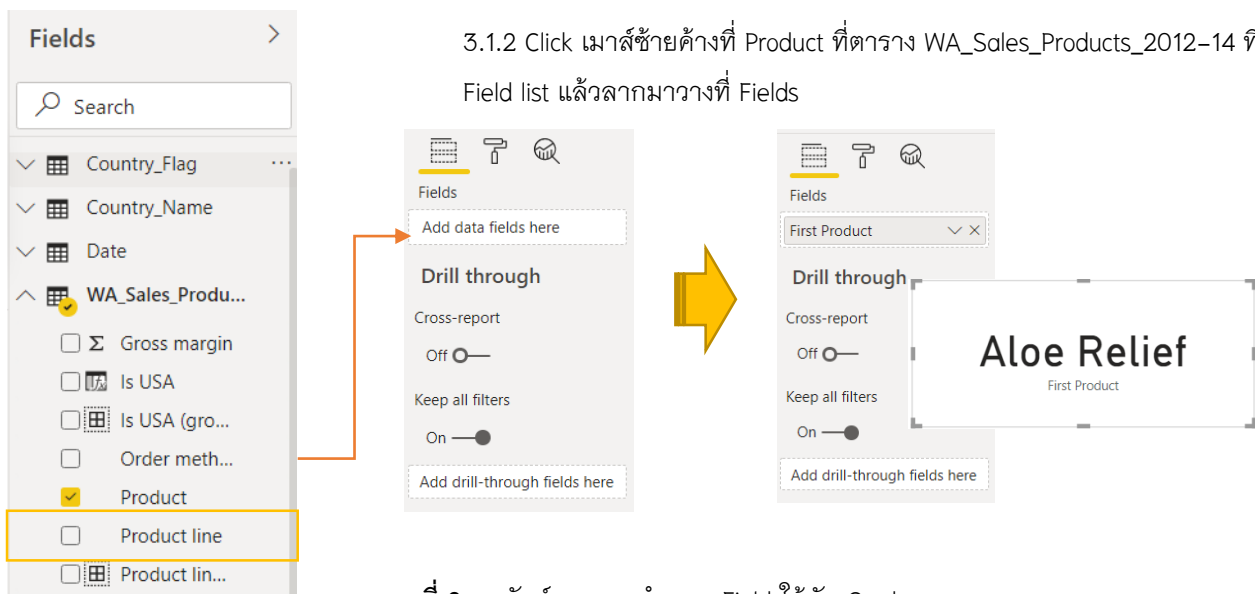 Fields
Search
Country_Flag
Country_Name
Date
WA_Sales_Produ...
Gross margin
Is USA
Is USA (gro...
Order meth...
Product
Product line
Product lin...
3.1.2 Click เมาส์ซ้ายค้างที่ Product ที่ตาราง WA_Sales_Products_2012-14 ที่
Field list แล้วลากมาวางที่ Fields
Fields
Add data fields here
Drill through
Cross-report
Off
Keep all filters
On
Add drill-through fields here
Fields
First Product
Drill through
Cross-report
Off
Keep all filters
On
Add drill-through fields here
Aloe Relief
First Product